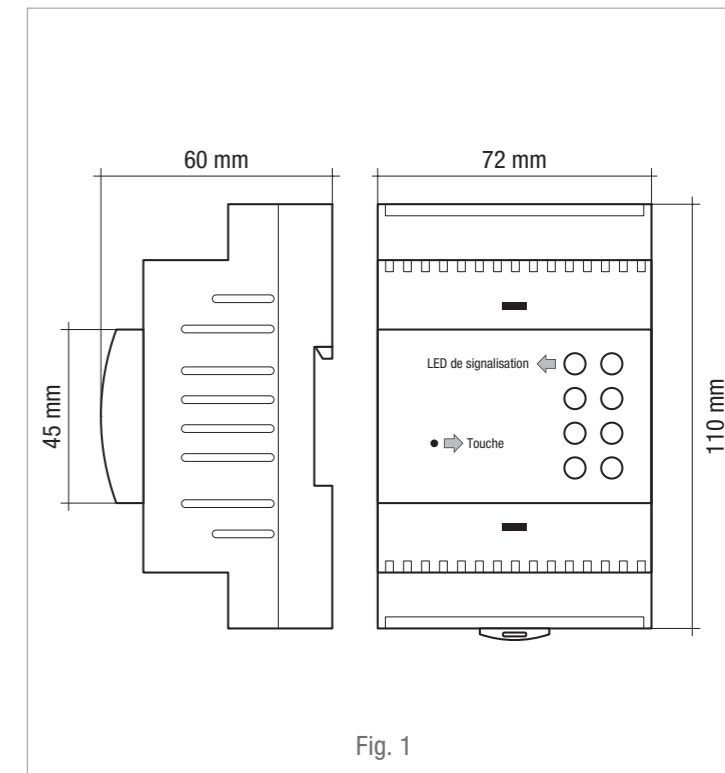 60 mm
72 mm
45 mm
110 mm
LED de signalisation
Touche
Fig. 1